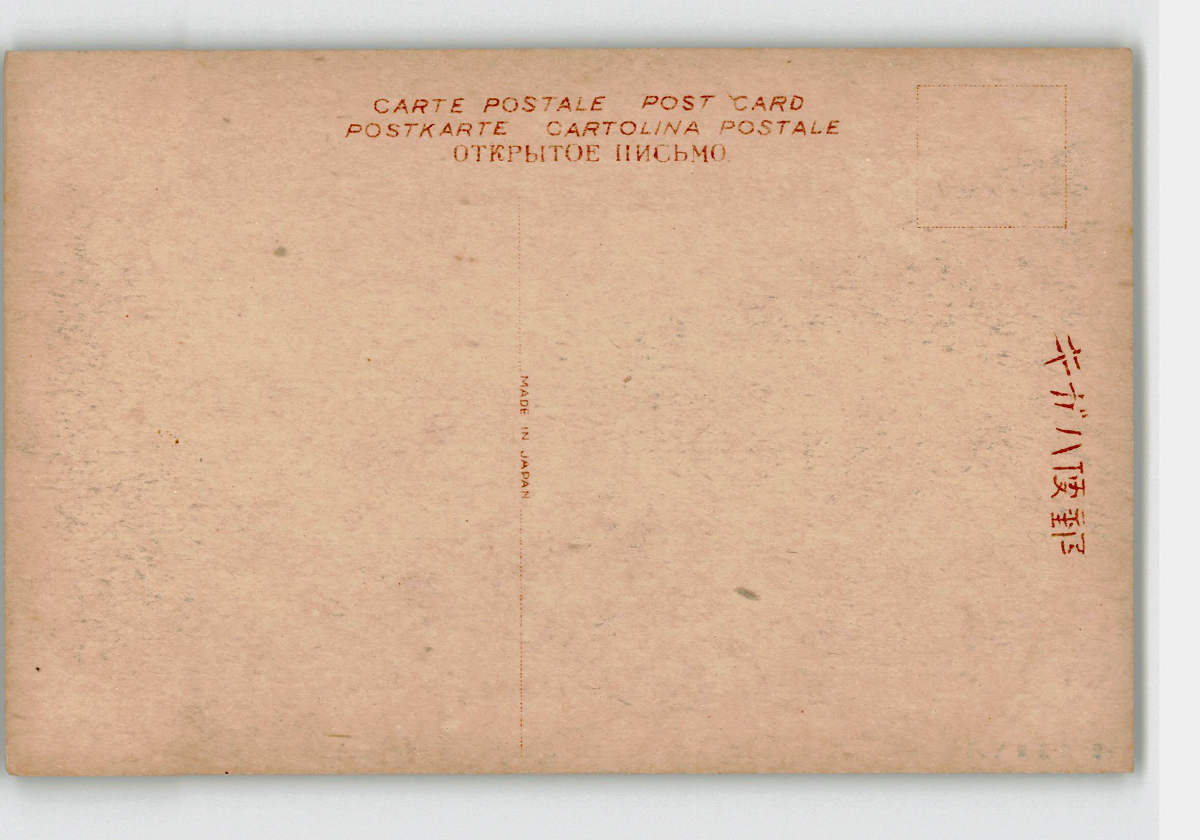 CARTE POSTALE POST CARD
POSTKARTE CARTOLINA POSTALE
ОТКРЫТОЕ ПИСЬМО
MADE IN JAPAN
郵便ハガキ